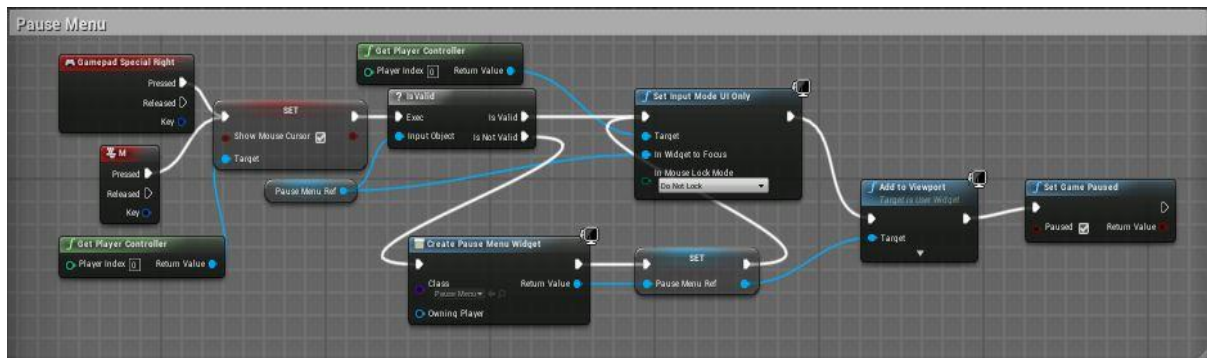 Pause Menu
Gamepad Special Right
Pressed
Released
Key
M
Pressed
Released
Key
Get Player Controller
Player Index 0 Return Value
SET
Show Mouse Cursor
Target
Get Player Controller
Player Index 0 Return Value
? IsValid
Exec Is Valid
Input Object Is Not Valid
Pause Menu Ref
Create Pause Menu Widget
Class Return Value
Pause Menu
Owning Player
SET
Pause Menu Ref
Set Input Mode UI Only
Target
In Widget to Focus
In Mouse Lock Mode
Do Not Lock
Add to Viewport
Target is User Widget
Target
Set Game Paused
Paused Return Value